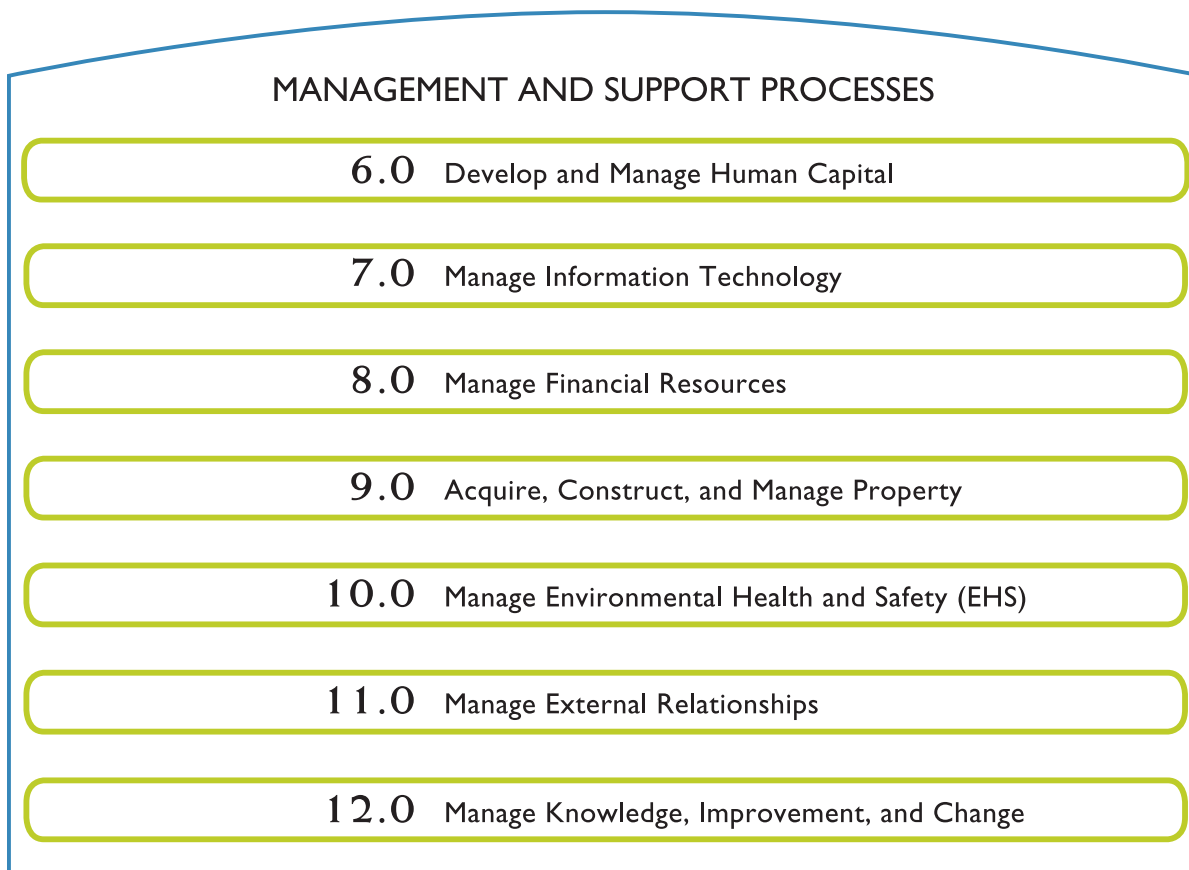 MANAGEMENT AND SUPPORT PROCESSES
6.0 Develop and Manage Human Capital
7.0 Manage Information Technology
8.0 Manage Financial Resources
9.0 Acquire, Construct, and Manage Property
10.0 Manage Environmental Health and Safety (EHS)
11.0 Manage External Relationships
12.0 Manage Knowledge, Improvement, and Change